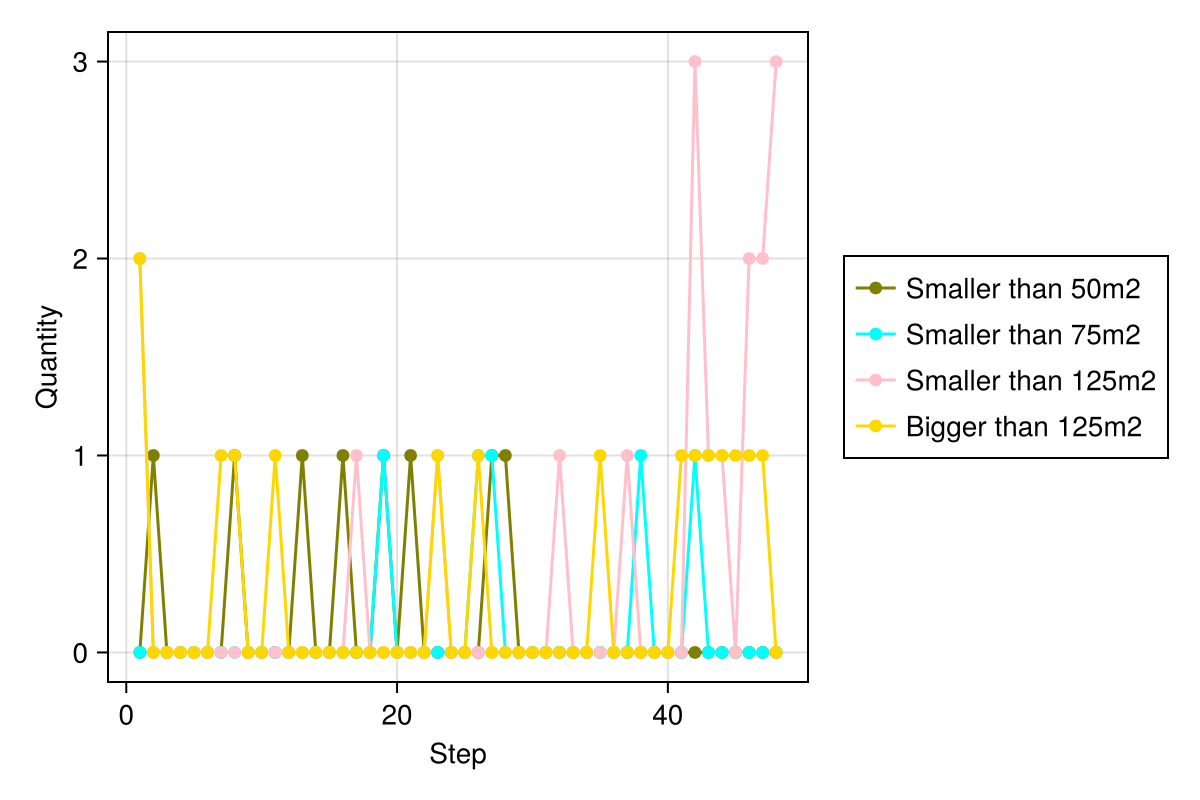 3
2
1
0
Quantity
0 20 40
Step
Smaller than 50m2
Smaller than 75m2
Smaller than 125m2
Bigger than 125m2